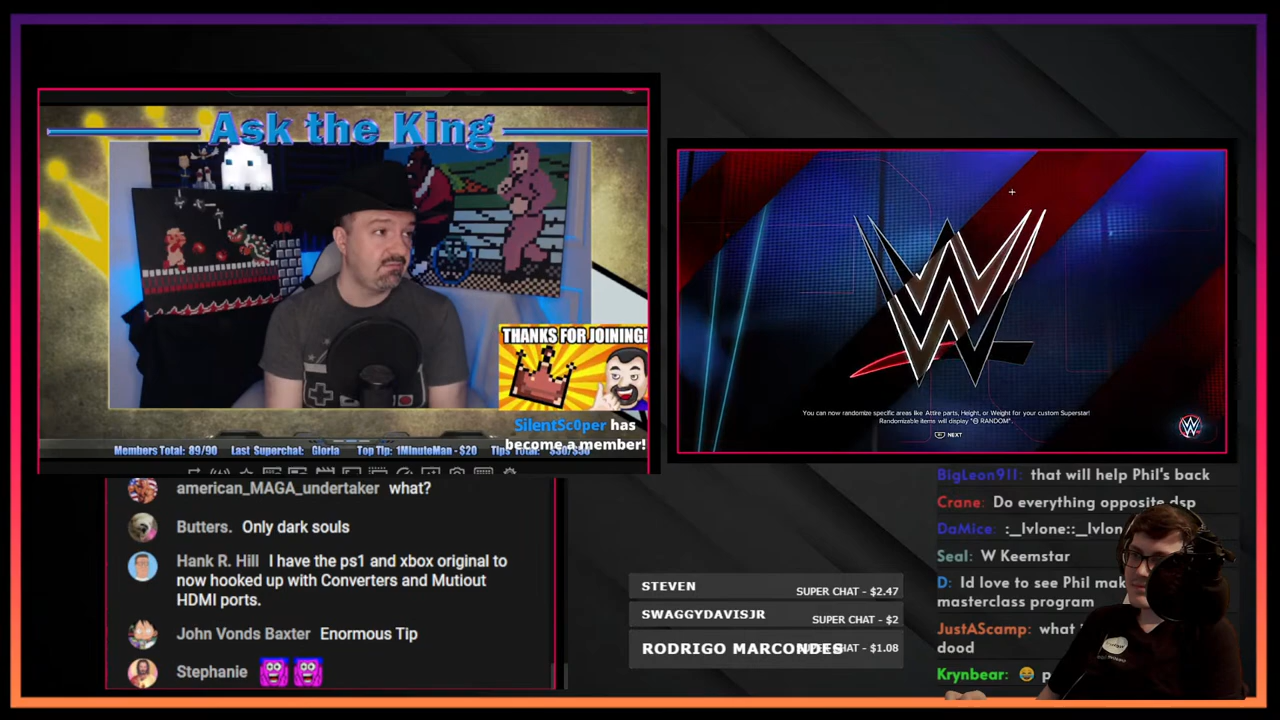 Ask the King
THANKS FOR JOINING!
SilentSc0per has
become a member!
Members Total: 89/90 Last Superchat: Gloria Top Tip: 1MinuteMan - $20 Tips Total:
You can now randomize specific areas like Attire parts, Height, or Weight for your custom Superstar!
Randomizable items will display "RANDOM".
NEXT
american_MAGA_undertaker what?
Butters. Only dark souls
Hank R. Hill I have the ps1 and xbox original to
now hooked up with Converters and Mutiout
HDMI ports.
John Vonds Baxter Enormous Tip
Stephanie
STEVEN SUPER CHAT - $2.47
SWAGGYDAVISJR SUPER CHAT - $2
RODRIGO MARCONDES SUPER CHAT - $1.08
BigLeon911: that will help Phil's back
Crane: Do everything opposite dsp
DaMice: :_lvlone::_lvlon
Seal: W Keemstar
D: Id love to see Phil mak
masterclass program
JustAScamp: what
dood
Krynbear: p